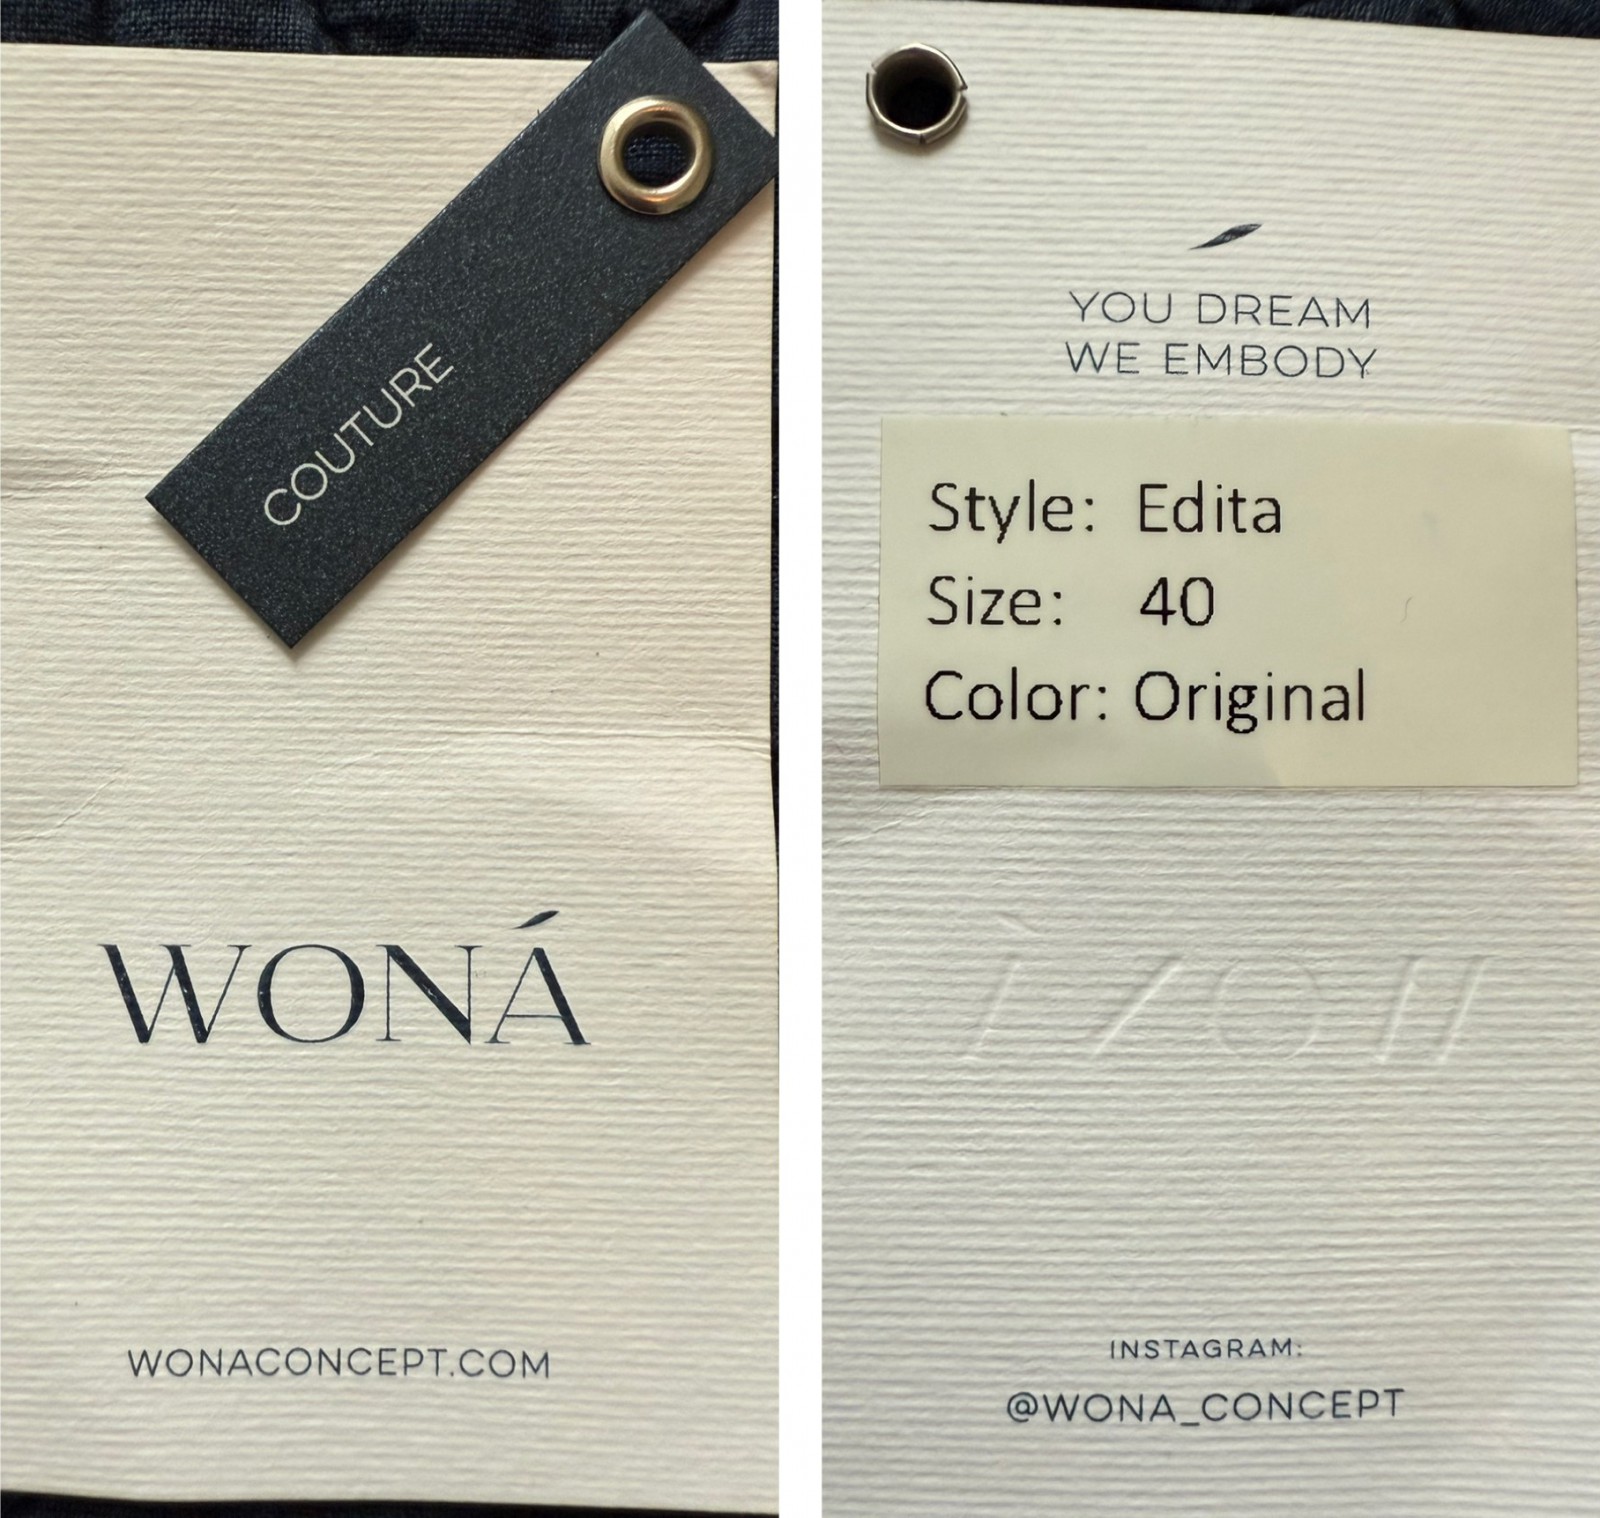 COUTURE
WONÁ
WONACONCEPT.COM
YOU DREAM
WE EMBODY
Style: Edita
Size: 40
Color: Original
INSTAGRAM:
@WONA_CONCEPT